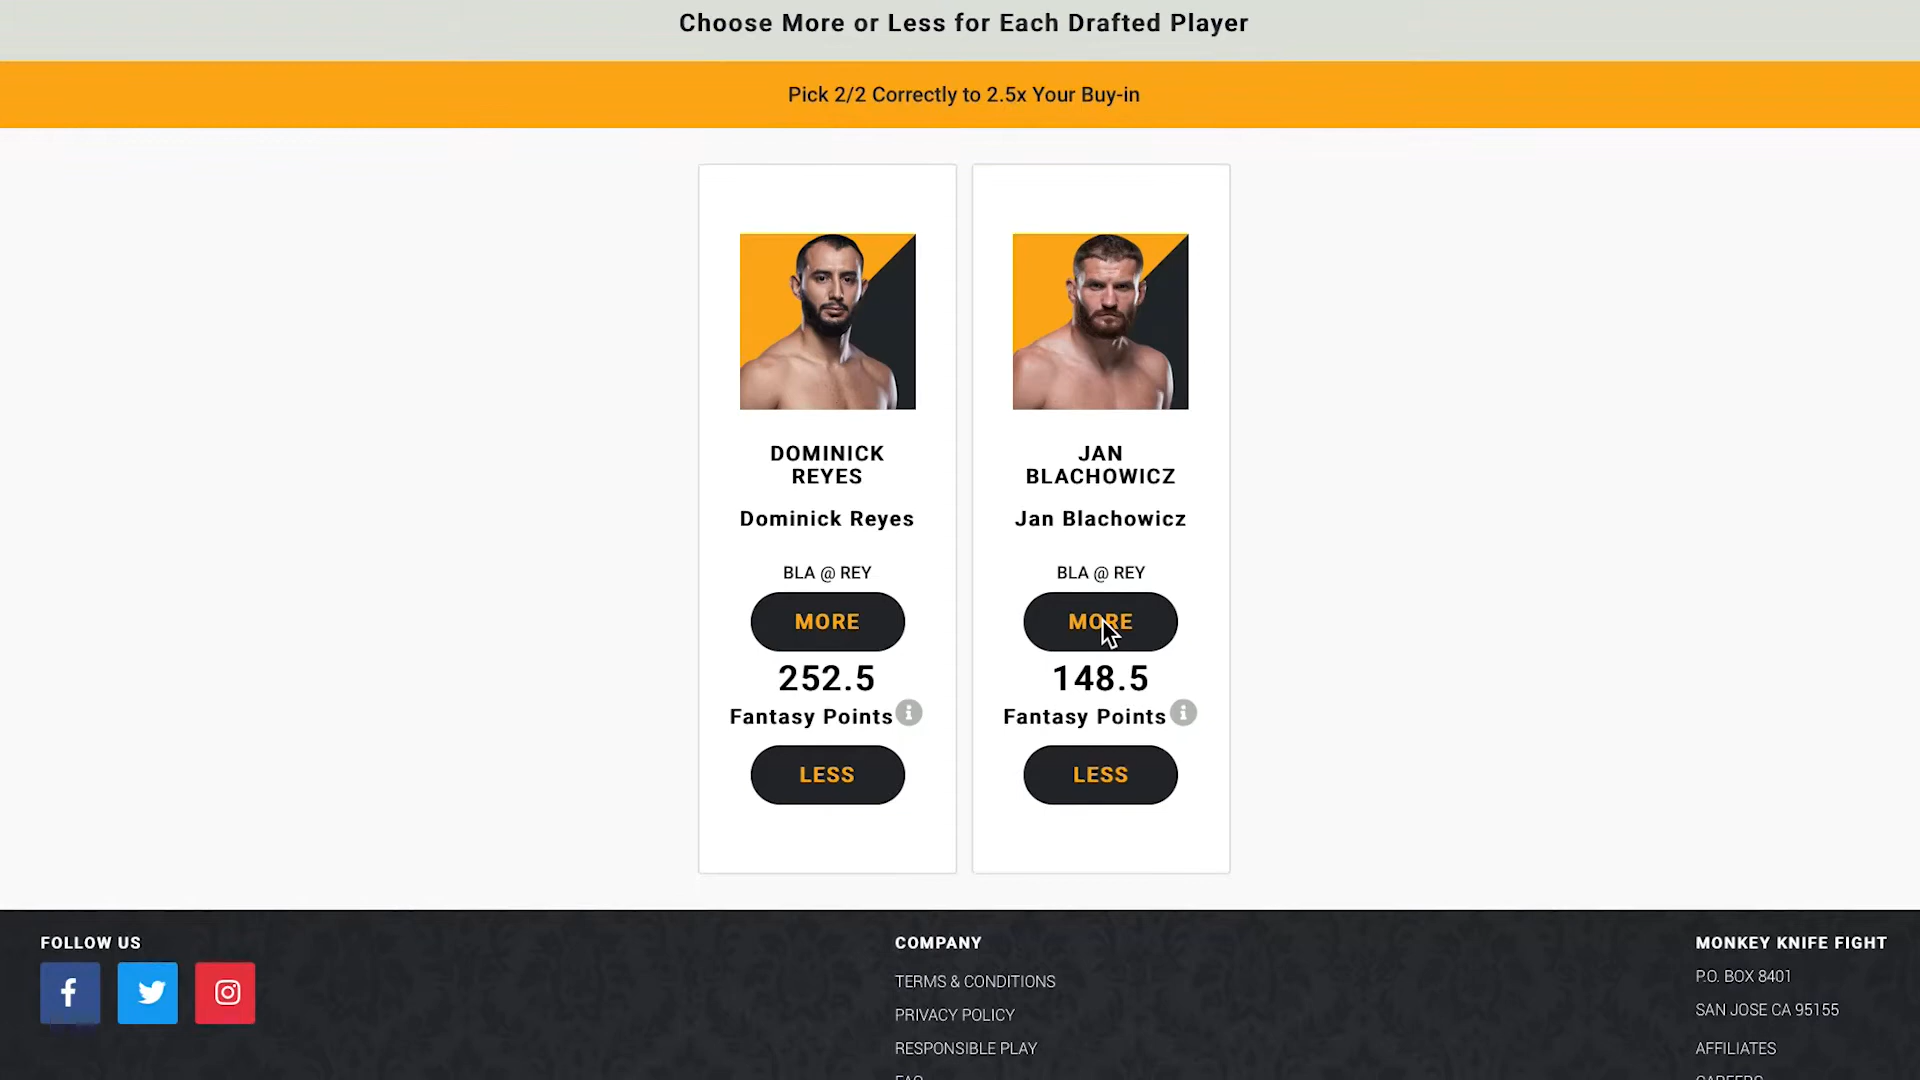 Choose More or Less for Each Drafted Player
Pick 2/2 Correctly to 2.5x Your Buy-in
DOMINICK
REYES
Dominick Reyes
BLA @ REY
MORE
252.5
Fantasy Points
LESS
JAN
BLACHOWICZ
Jan Blachowicz
BLA @ REY
MORE
148.5
Fantasy Points
LESS
FOLLOW US
COMPANY
TERMS & CONDITIONS
PRIVACY POLICY
RESPONSIBLE PLAY
FAQ
MONKEY KNIFE FIGHT
P.O. BOX 8401
SAN JOSE CA 95155
AFFILIATES
CAREERS